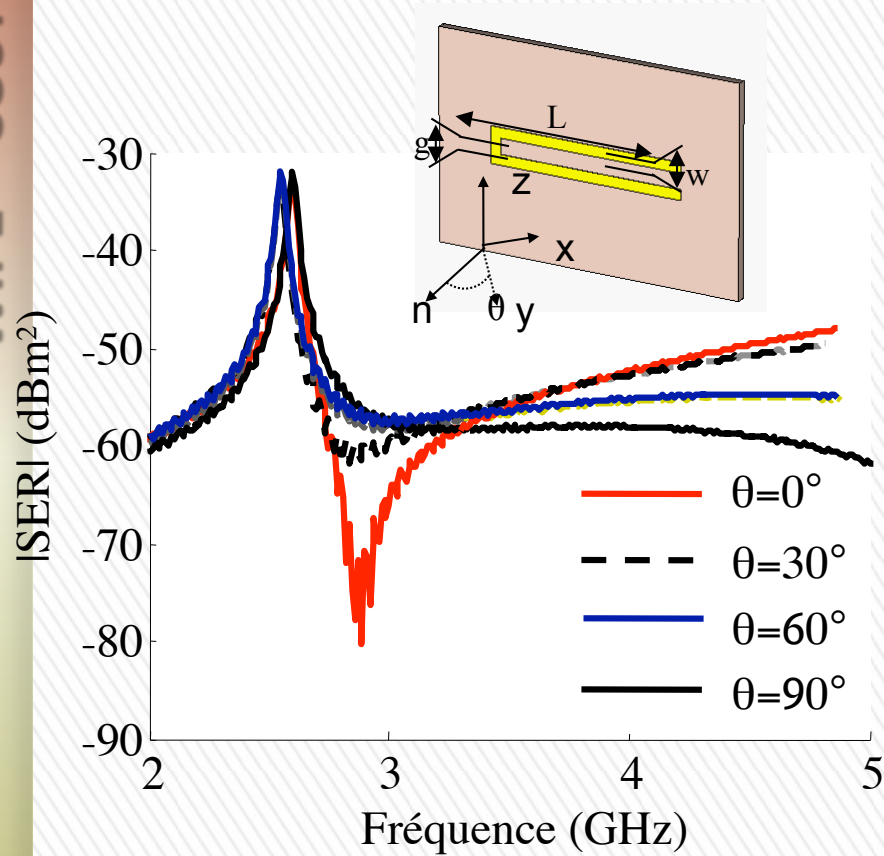 L
g
w
z
x
n
θ y
-30
-40
-50
-60
-70
-80
-90
|SER| (dBm²)
θ=0°
θ=30°
θ=60°
θ=90°
2 3 4 5
Fréquence (GHz)